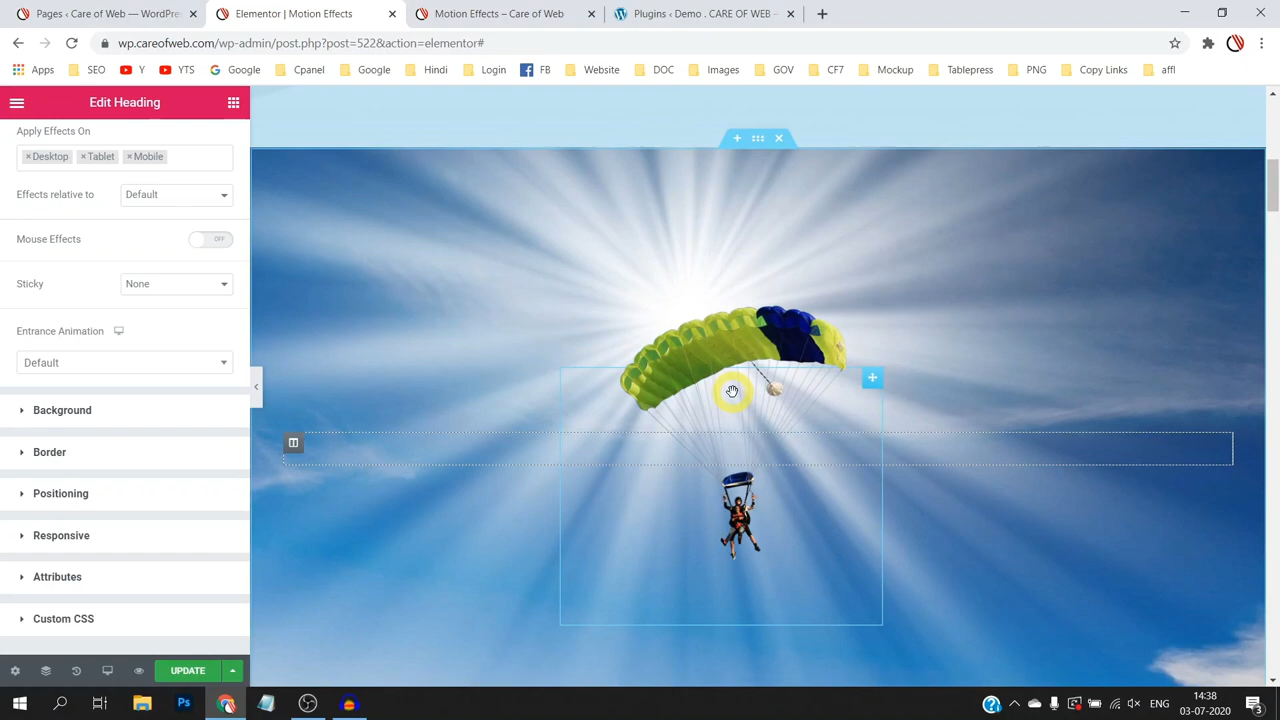 Pages ‹ Care of Web — WordPre
Elementor | Motion Effects
Motion Effects – Care of Web
Plugins ‹ Demo . CARE OF WEB –
wp.careofweb.com/wp-admin/post.php?post=522&action=elementor#
Apps
SEO
Y
YTS
Google
Cpanel
Google
Hindi
Login
FB
Website
DOC
Images
GOV
CF7
Mockup
Tablepress
PNG
Copy Links
affl
Edit Heading
Apply Effects On
×Desktop ×Tablet ×Mobile
Effects relative to Default
Mouse Effects OFF
Sticky None
Entrance Animation
Default
Background
Border
Positioning
Responsive
Attributes
Custom CSS
UPDATE
Ps
ENG
14:38
03-07-2020
3